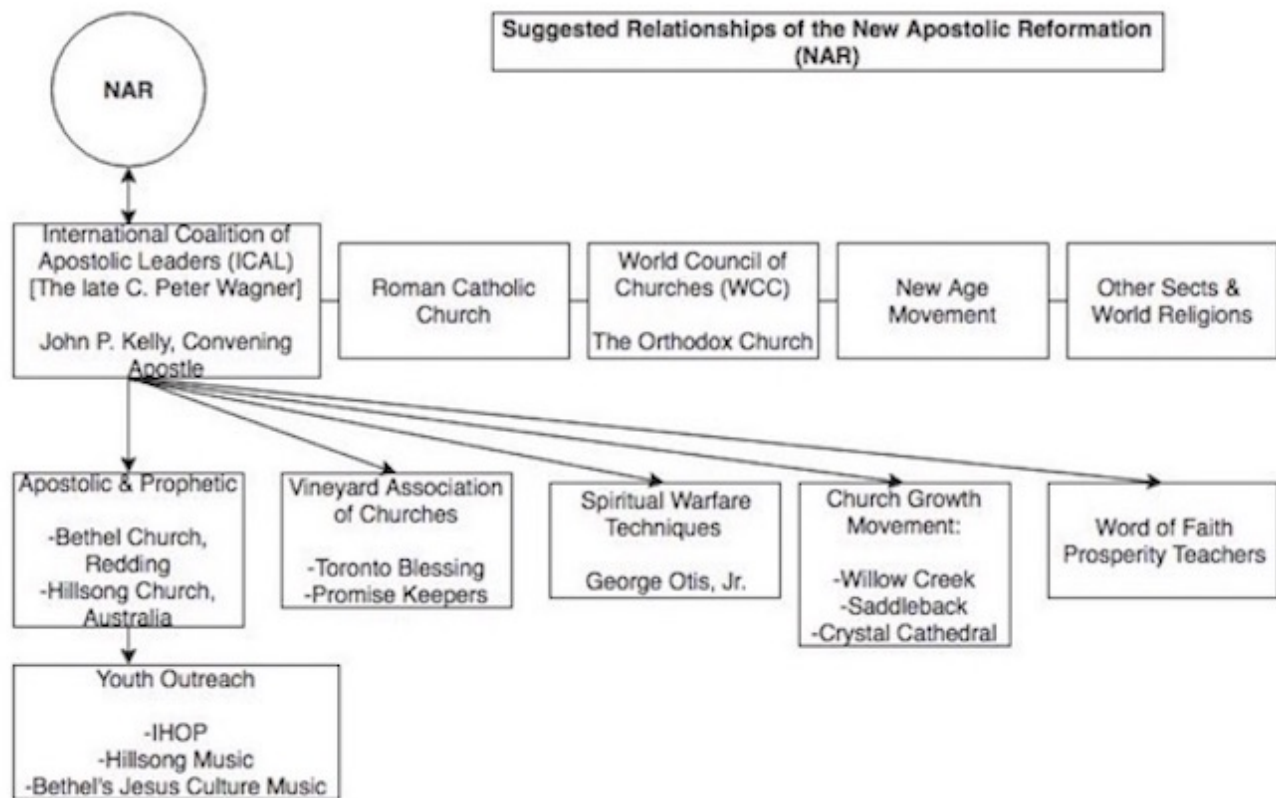 Suggested Relationships of the New Apostolic Reformation
(NAR)
NAR
International Coalition of
Apostolic Leaders (ICAL)
[The late C. Peter Wagner]
John P. Kelly, Convening
Apostle
Roman Catholic
Church
World Council of
Churches (WCC)
The Orthodox Church
New Age
Movement
Other Sects &
World Religions
Apostolic & Prophetic
-Bethel Church,
Redding
-Hillsong Church,
Australia
Vineyard Association
of Churches
-Toronto Blessing
-Promise Keepers
Spiritual Warfare
Techniques
George Otis, Jr.
Church Growth
Movement:
-Willow Creek
-Saddleback
-Crystal Cathedral
Word of Faith
Prosperity Teachers
Youth Outreach
-IHOP
-Hillsong Music
-Bethel's Jesus Culture Music